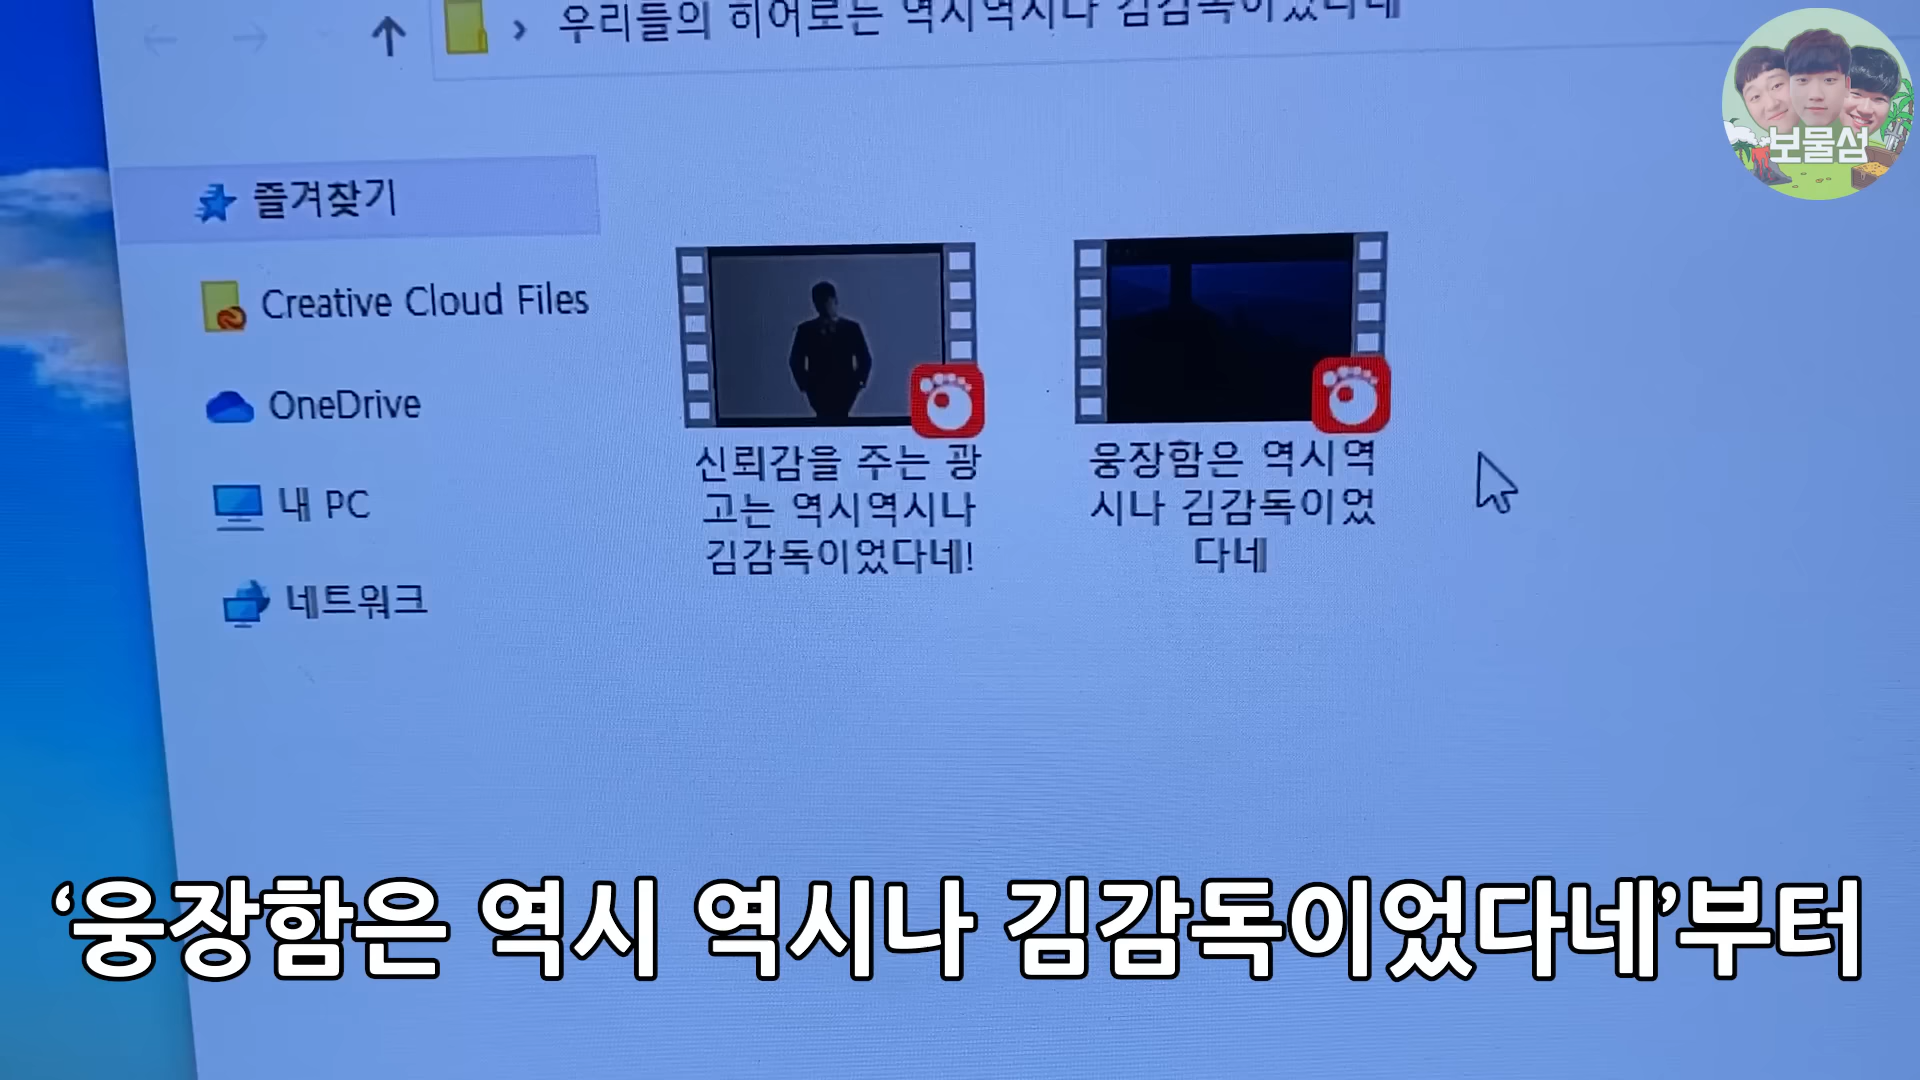 우리들의 히어로는 역시역시나 김감독이었다네
보물섬
즐겨찾기
Creative Cloud Files
OneDrive
내 PC
네트워크
신뢰감을 주는 광
고는 역시역시나
김감독이었다네!
웅장함은 역시역
시나 김감독이었
다네
‘웅장함은 역시 역시나 김감독이었다네’부터